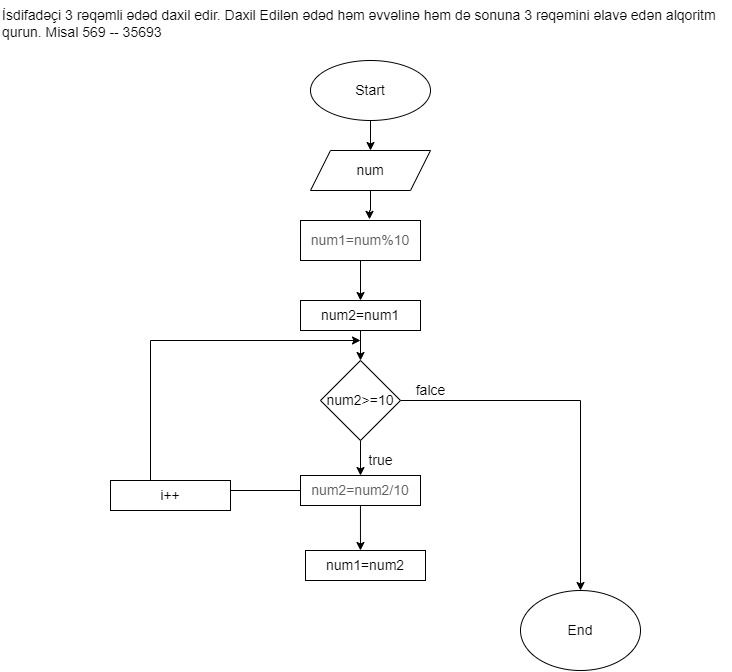 İsdifadəçi 3 rəqəmli ədəd daxil edir. Daxil Edilən ədəd həm əvvəlinə həm də sonuna 3 rəqəmini əlavə edən alqoritm
qurun. Misal 569 -- 35693
Start
num
num1=num%10
num2=num1
num2>=10
falce
true
i++
num2=num2/10
num1=num2
End